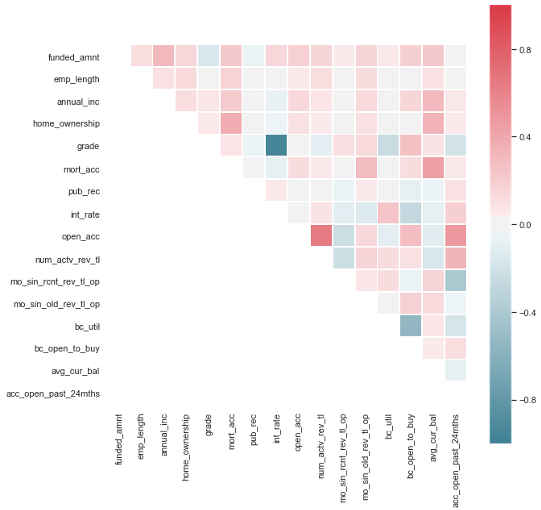 funded_amnt
emp_length
annual_inc
home_ownership
grade
mort_acc
pub_rec
int_rate
open_acc
num_actv_rev_tl
mo_sin_rcnt_rev_tl_op
mo_sin_old_rev_tl_op
bc_util
bc_open_to_buy
avg_cur_bal
acc_open_past_24mths
funded_amnt
emp_length
annual_inc
home_ownership
grade
mort_acc
pub_rec
int_rate
open_acc
num_actv_rev_tl
mo_sin_rcnt_rev_tl_op
mo_sin_old_rev_tl_op
bc_util
bc_open_to_buy
avg_cur_bal
acc_open_past_24mths
0.8
0.4
0.0
−0.4
−0.8